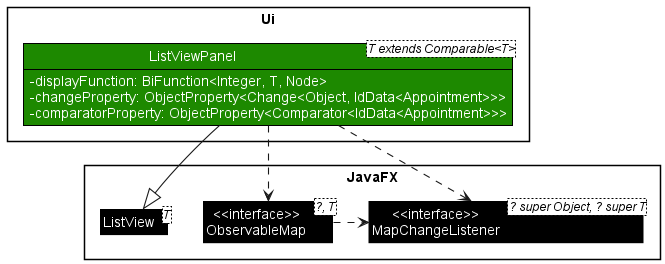 Ui
ListViewPanel
T extends Comparable<T>
-displayFunction: BiFunction<Integer, T, Node>
-changeProperty: ObjectProperty<Change<Object, IdData<Appointment>>>
-comparatorProperty: ObjectProperty<Comparator<IdData<Appointment>>>
JavaFX
ListView
T
<<interface>>
ObservableMap
?, T
<<interface>>
MapChangeListener
? super Object, ? super T